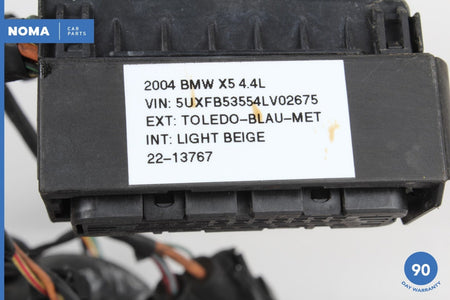 NOMA CAR
PARTS
2004 BMW X5 4.4L
VIN: 5UXFB53554LV02675
EXT: TOLEDO-BLAU-MET
INT: LIGHT BEIGE
22-13767
90
DAY WARRANTY